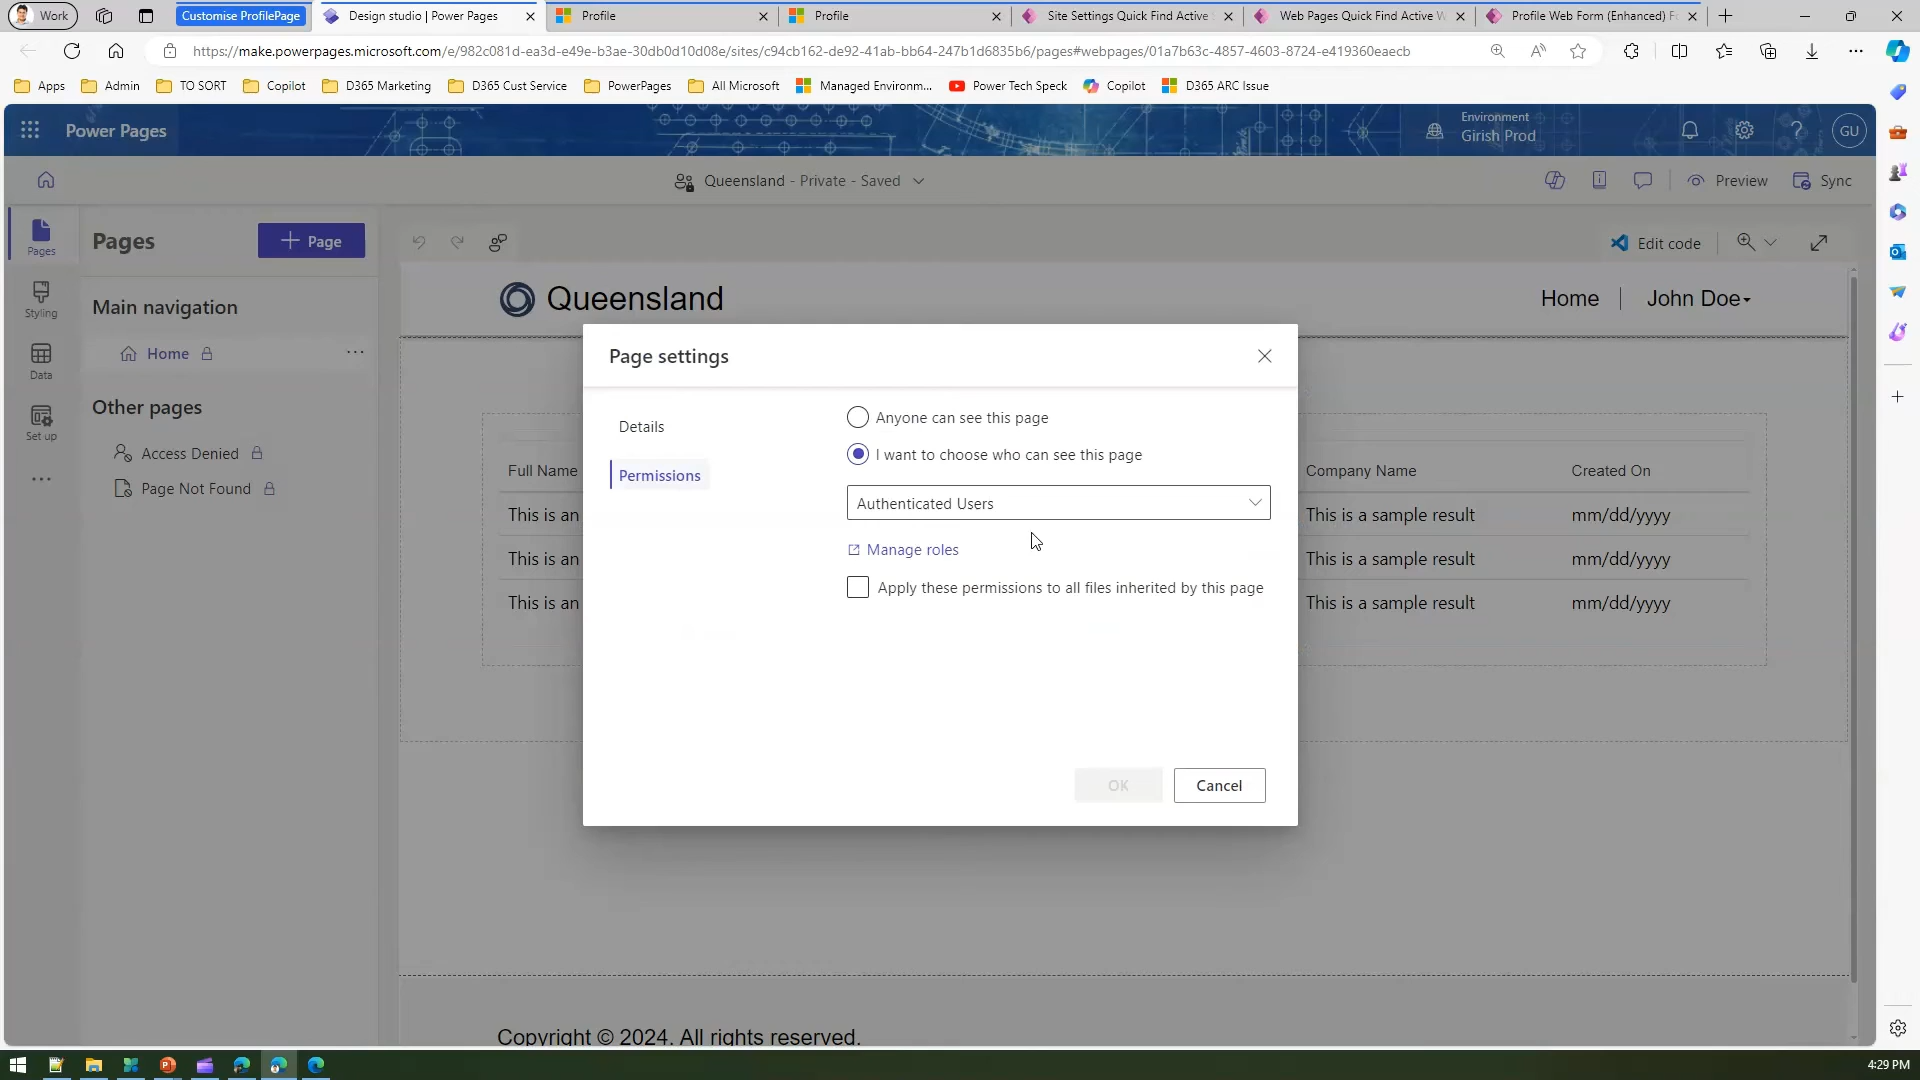 Work
Customise ProfilePage
Design studio | Power Pages
Profile
Profile
Site Settings Quick Find Active
Web Pages Quick Find Active W
Profile Web Form (Enhanced) Fo
https://make.powerpages.microsoft.com/e/982c081d-ea3d-e49e-b3ae-30db0d10d08e/sites/c94cb162-de92-41ab-bb64-247b1d6835b6/pages#webpages/01a7b63c-4857-4603-8724-e419360eaecb
Apps
Admin
TO SORT
Copilot
D365 Marketing
D365 Cust Service
PowerPages
All Microsoft
Managed Environm...
Power Tech Speck
Copilot
D365 ARC Issue
Power Pages
Environment
Girish Prod
?
GU
Queensland - Private - Saved
Preview
Sync
Pages
Styling
Data
Set up
Pages
+ Page
Main navigation
Home
Other pages
Access Denied
Page Not Found
Edit code
Queensland
Home
John Doe
Full Name
Company Name
Created On
This is an
This is a sample result
mm/dd/yyyy
This is an
This is a sample result
mm/dd/yyyy
This is an
This is a sample result
mm/dd/yyyy
Page settings
Details
Permissions
Anyone can see this page
I want to choose who can see this page
Authenticated Users
Manage roles
Apply these permissions to all files inherited by this page
OK
Cancel
Copyright © 2024. All rights reserved.
4:29 PM